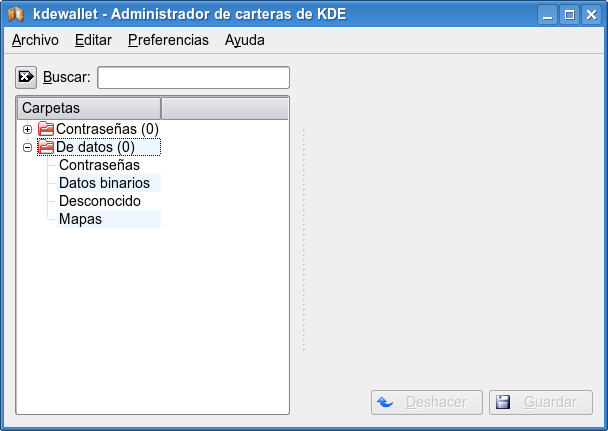 kdewallet - Administrador de carteras de KDE
Archivo Editar Preferencias Ayuda
Buscar:
Carpetas
Contraseñas (0)
De datos (0)
Contraseñas
Datos binarios
Desconocido
Mapas
Deshacer Guardar